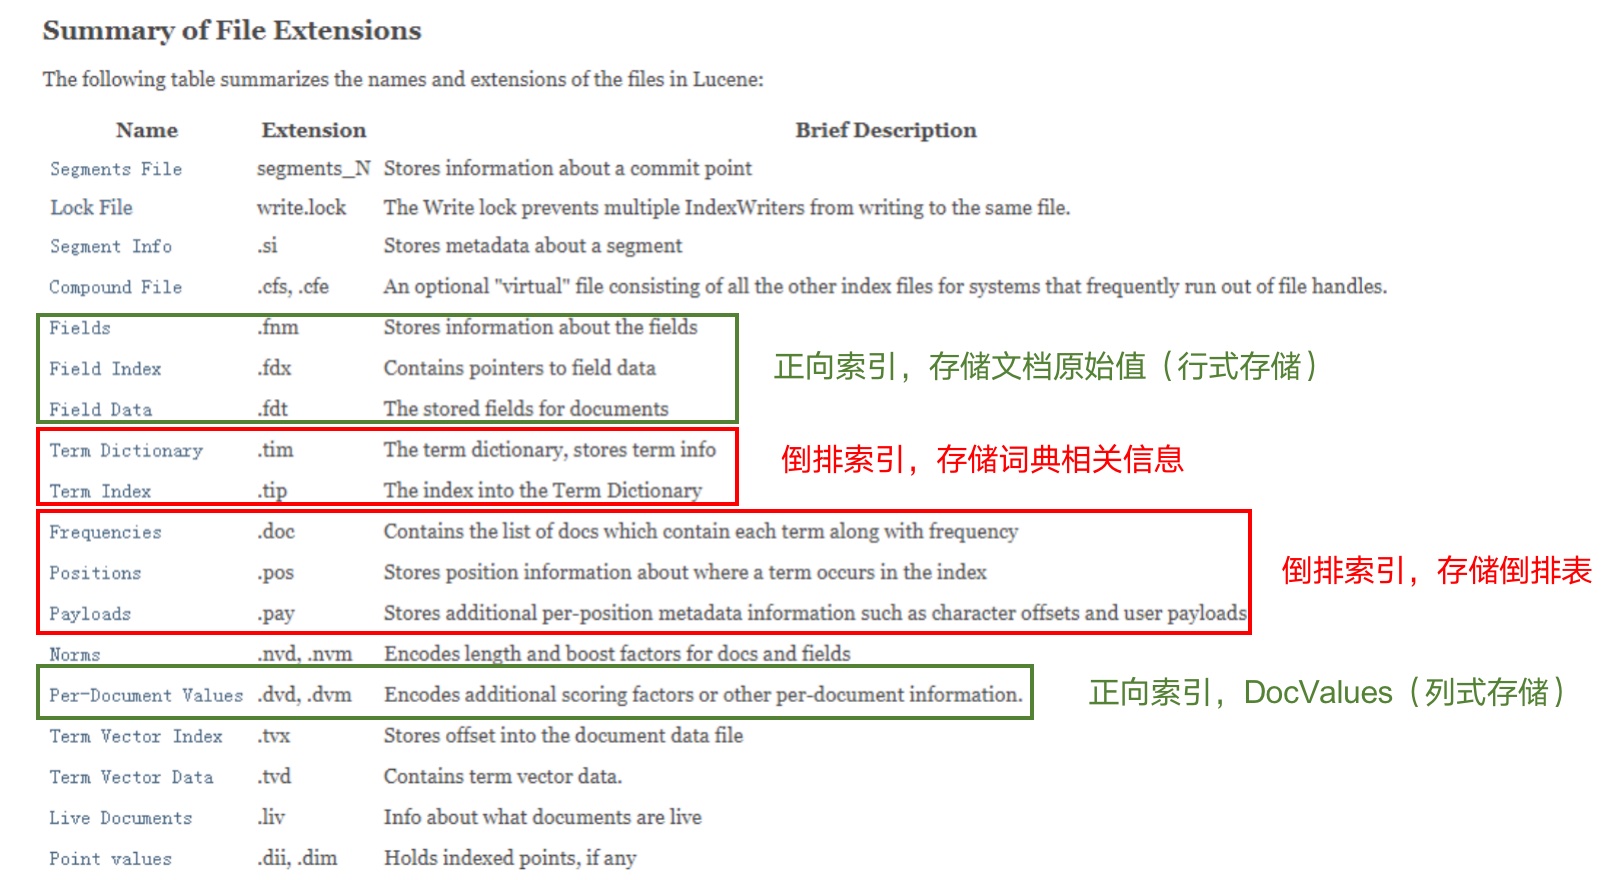 Summary of File Extensions
The following table summarizes the names and extensions of the files in Lucene:
Name Extension Brief Description
Segments File segments_N Stores information about a commit point
Lock File write.lock The Write lock prevents multiple IndexWriters from writing to the same file.
Segment Info .si Stores metadata about a segment
Compound File .cfs, .cfe An optional "virtual" file consisting of all the other index files for systems that frequently run out of file handles.
Fields .fnm Stores information about the fields
Field Index .fdx Contains pointers to field data 正向索引，存储文档原始值（行式存储）
Field Data .fdt The stored fields for documents
Term Dictionary .tim The term dictionary, stores term info 倒排索引，存储词典相关信息
Term Index .tip The index into the Term Dictionary
Frequencies .doc Contains the list of docs which contain each term along with frequency
Positions .pos Stores position information about where a term occurs in the index 倒排索引，存储倒排表
Payloads .pay Stores additional per-position metadata information such as character offsets and user payloads
Norms .nvd, .nvm Encodes length and boost factors for docs and fields
Per-Document Values .dvd, .dvm Encodes additional scoring factors or other per-document information. 正向索引，DocValues（列式存储）
Term Vector Index .tvx Stores offset into the document data file
Term Vector Data .tvd Contains term vector data.
Live Documents .liv Info about what documents are live
Point values .dii, .dim Holds indexed points, if any